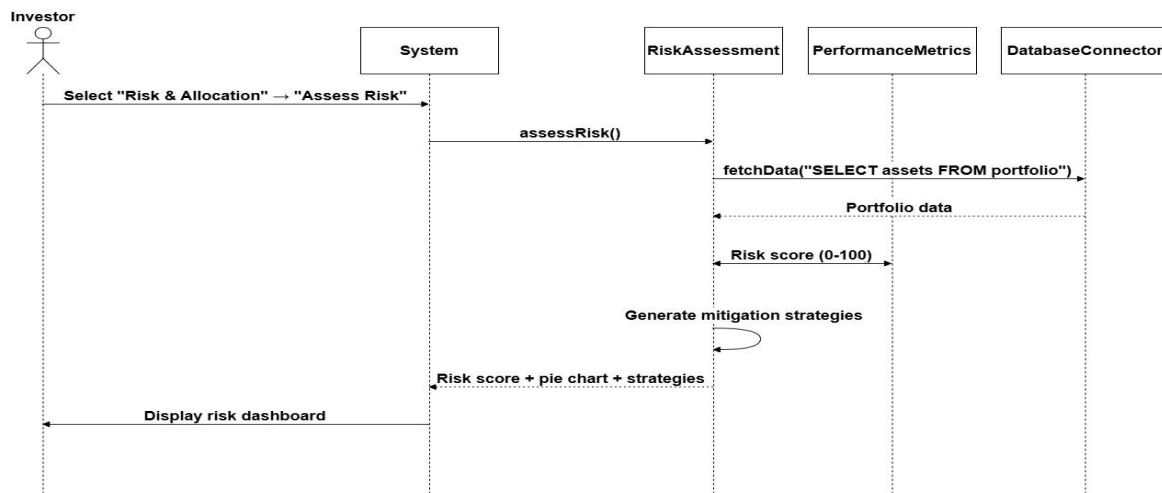 Investor
System
RiskAssessment
PerformanceMetrics
DatabaseConnector
Select "Risk & Allocation" → "Assess Risk"
assessRisk()
fetchData("SELECT assets FROM portfolio")
Portfolio data
Risk score (0-100)
Generate mitigation strategies
Risk score + pie chart + strategies
Display risk dashboard